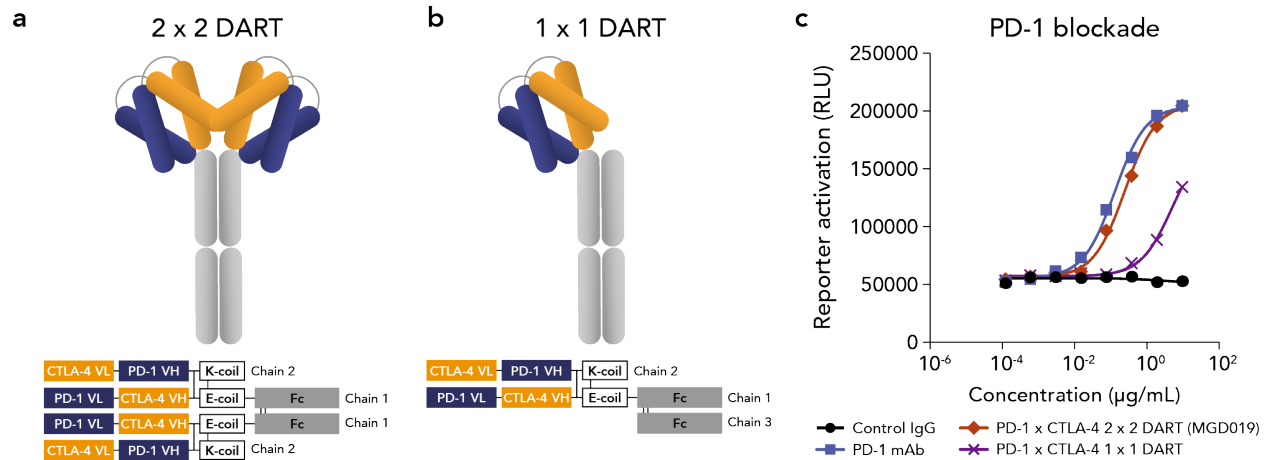 a
2 x 2 DART
CTLA-4 VL PD-1 VH K-coil Chain 2
PD-1 VL CTLA-4 VH E-coil Fc Chain 1
PD-1 VL CTLA-4 VH E-coil Fc Chain 1
CTLA-4 VL PD-1 VH K-coil Chain 2
b
1 x 1 DART
CTLA-4 VL PD-1 VH K-coil Chain 2
PD-1 VL CTLA-4 VH E-coil Fc Chain 1
Fc Chain 3
c
PD-1 blockade
Reporter activation (RLU)
250000
200000
150000
100000
50000
0
10-6 10-4 10-2 100 102
Concentration (µg/mL)
Control IgG
PD-1 mAb
PD-1 x CTLA-4 2 x 2 DART (MGD019)
PD-1 x CTLA-4 1 x 1 DART